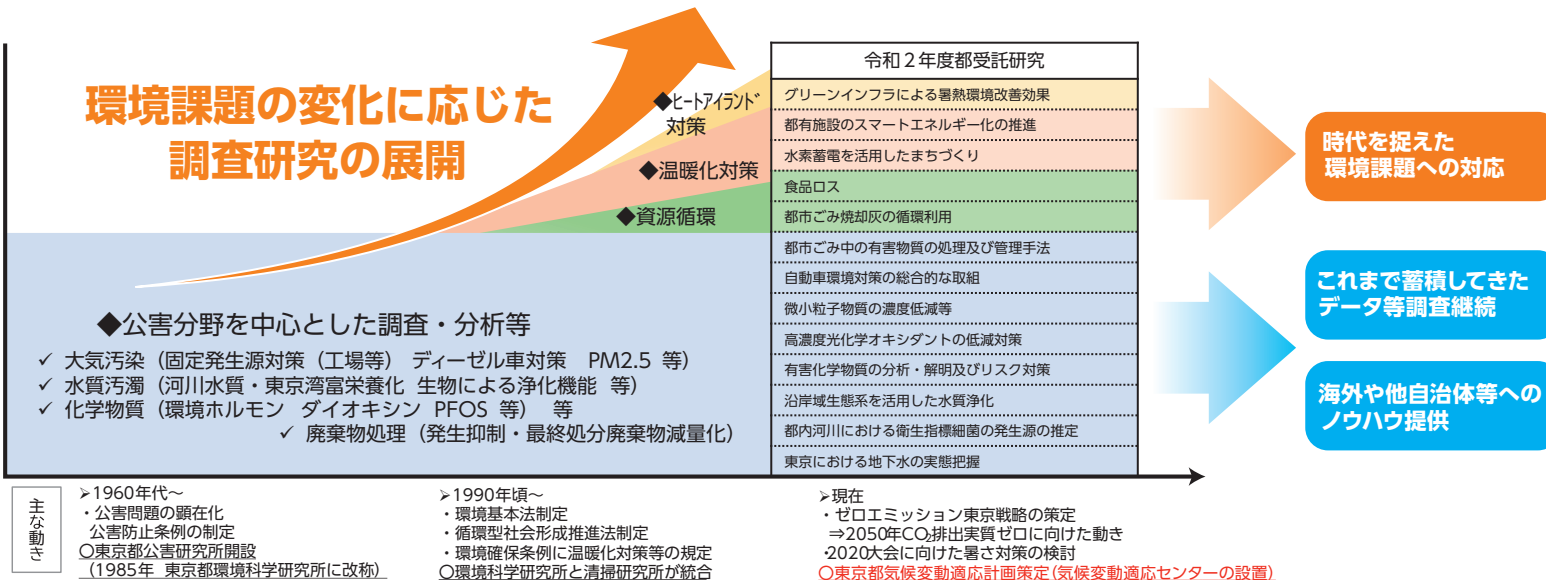 環境課題の変化に応じた
調査研究の展開
◆ヒートアイランド
対策
◆温暖化対策
◆資源循環
◆公害分野を中心とした調査・分析等
✓ 大気汚染（固定発生源対策（工場等） ディーゼル車対策 PM2.5 等）
✓ 水質汚濁（河川水質・東京湾富栄養化 生物による浄化機能 等）
✓ 化学物質（環境ホルモン ダイオキシン PFOS 等） 等
✓ 廃棄物処理（発生抑制・最終処分廃棄物減量化）
令和２年度都受託研究
グリーンインフラによる暑熱環境改善効果
都有施設のスマートエネルギー化の推進
水素蓄電を活用したまちづくり
食品ロス
都市ごみ焼却灰の循環利用
都市ごみ中の有害物質の処理及び管理手法
自動車環境対策の総合的な取組
微小粒子物質の濃度低減等
高濃度光化学オキシダントの低減対策
有害化学物質の分析・解明及びリスク対策
沿岸域生態系を活用した水質浄化
都内河川における衛生指標細菌の発生源の推定
東京における地下水の実態把握
時代を捉えた
環境課題への対応
これまで蓄積してきた
データ等調査継続
海外や他自治体等への
ノウハウ提供
主な動き
➢1960年代～
・公害問題の顕在化
公害防止条例の制定
〇東京都公害研究所開設
（1985年 東京都環境科学研究所に改称）
➢1990年頃～
・環境基本法制定
・循環型社会形成推進法制定
・環境確保条例に温暖化対策等の規定
〇環境科学研究所と清掃研究所が統合
➢現在
・ゼロエミッション東京戦略の策定
⇒2050年CO₂排出実質ゼロに向けた動き
・2020大会に向けた暑さ対策の検討
〇東京都気候変動適応計画策定（気候変動適応センターの設置）